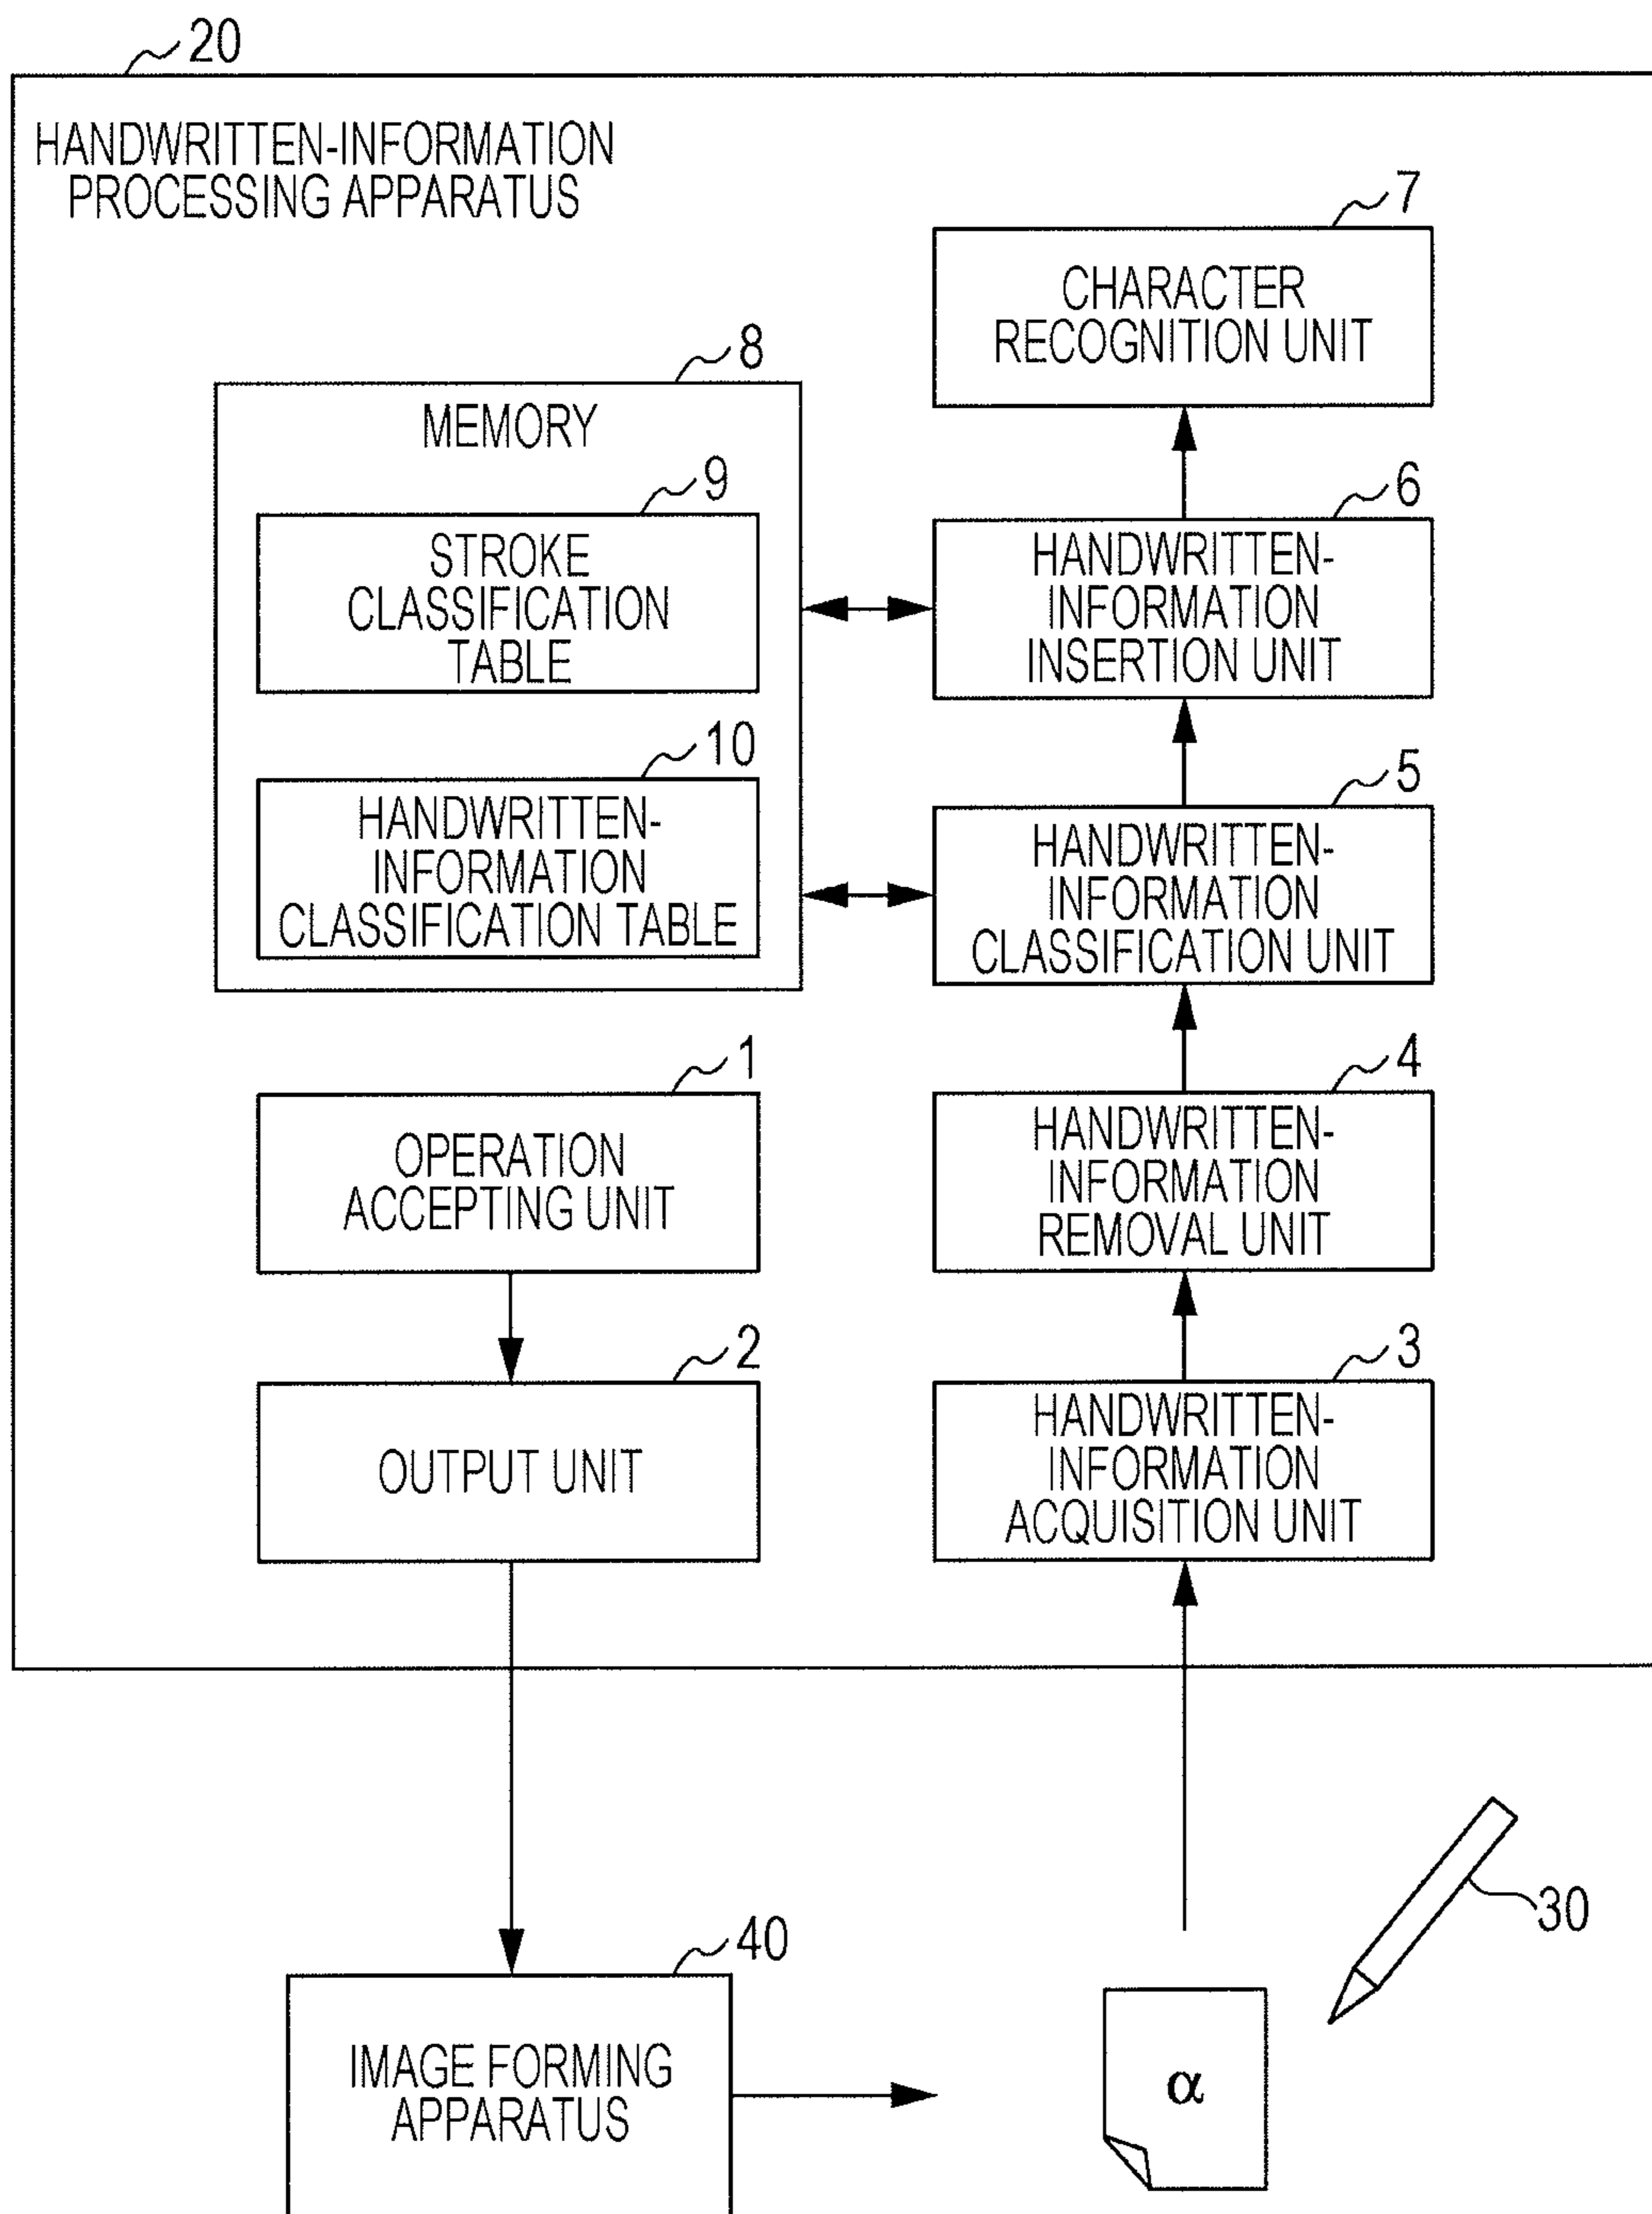 20
HANDWRITTEN-INFORMATION
PROCESSING APPARATUS
7
CHARACTER
RECOGNITION UNIT
8
MEMORY
9
STROKE
CLASSIFICATION
TABLE
6
HANDWRITTEN-
INFORMATION
INSERTION UNIT
10
HANDWRITTEN-
INFORMATION
CLASSIFICATION TABLE
5
HANDWRITTEN-
INFORMATION
CLASSIFICATION UNIT
1
OPERATION
ACCEPTING UNIT
4
HANDWRITTEN-
INFORMATION
REMOVAL UNIT
2
OUTPUT UNIT
3
HANDWRITTEN-
INFORMATION
ACQUISITION UNIT
30
40
IMAGE FORMING
APPARATUS
α